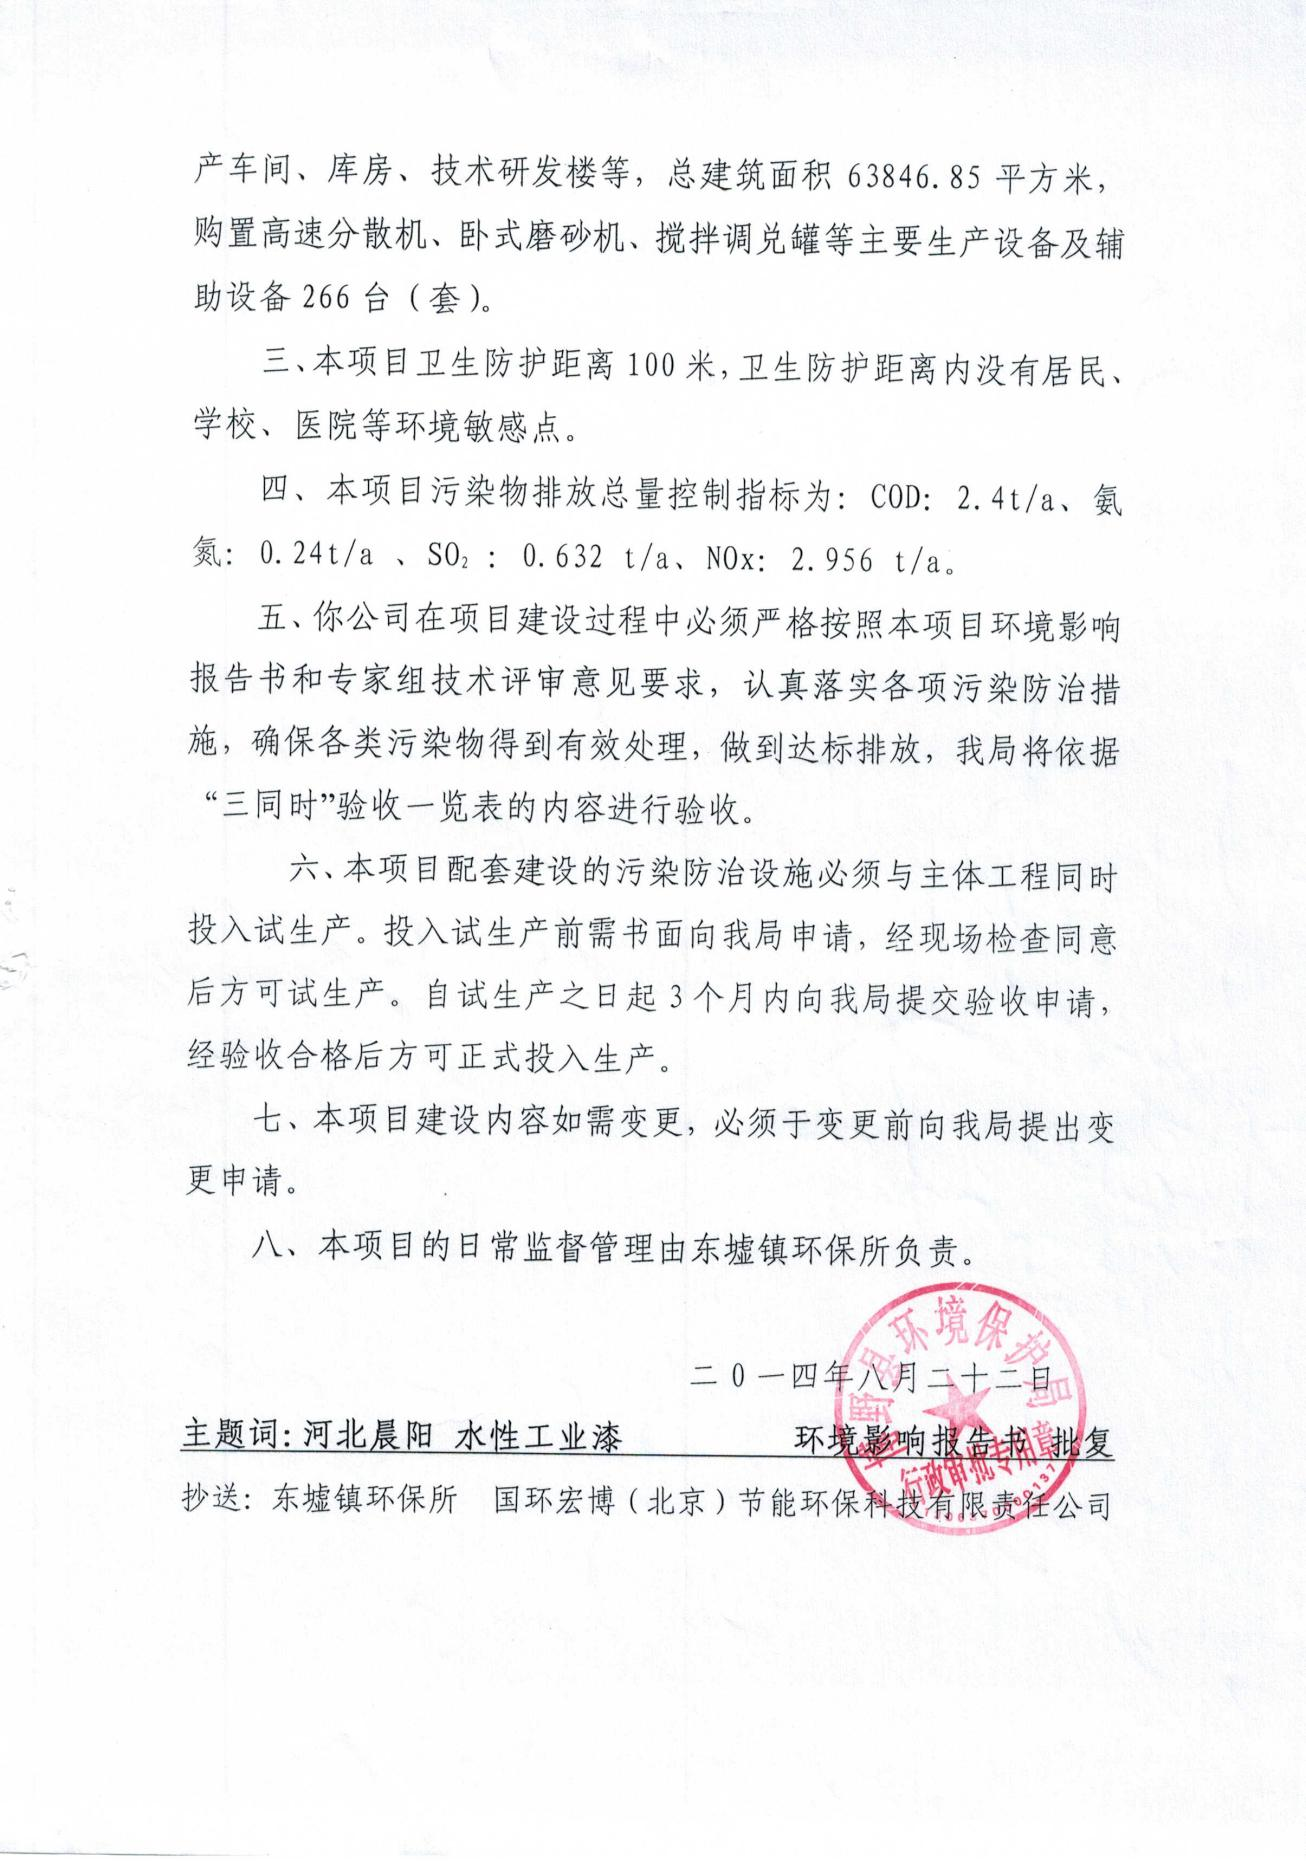 产车间、库房、技术研发楼等，总建筑面积 63846.85 平方米，
购置高速分散机、卧式磨砂机、搅拌调兑罐等主要生产设备及辅
助设备 266 台（套）。
三、本项目卫生防护距离 100 米，卫生防护距离内没有居民、
学校、医院等环境敏感点。
四、本项目污染物排放总量控制指标为：COD：2.4t/a、氨
氮：0.24t/a 、SO₂ ：0.632 t/a、NOx：2.956 t/a。
五、你公司在项目建设过程中必须严格按照本项目环境影响
报告书和专家组技术评审意见要求，认真落实各项污染防治措
施，确保各类污染物得到有效处理，做到达标排放，我局将依据
“三同时”验收一览表的内容进行验收。
六、本项目配套建设的污染防治设施必须与主体工程同时
投入试生产。投入试生产前需书面向我局申请，经现场检查同意
后方可试生产。自试生产之日起 3 个月内向我局提交验收申请，
经验收合格后方可正式投入生产。
七、本项目建设内容如需变更，必须于变更前向我局提出变
更申请。
八、本项目的日常监督管理由东墟镇环保所负责。
二0一四年八月二十二日
野县环境保护局
行政审批专用章
主题词：河北晨阳 水性工业漆 环境影响报告书 批复
抄送：东墟镇环保所 国环宏博（北京）节能环保科技有限责任公司